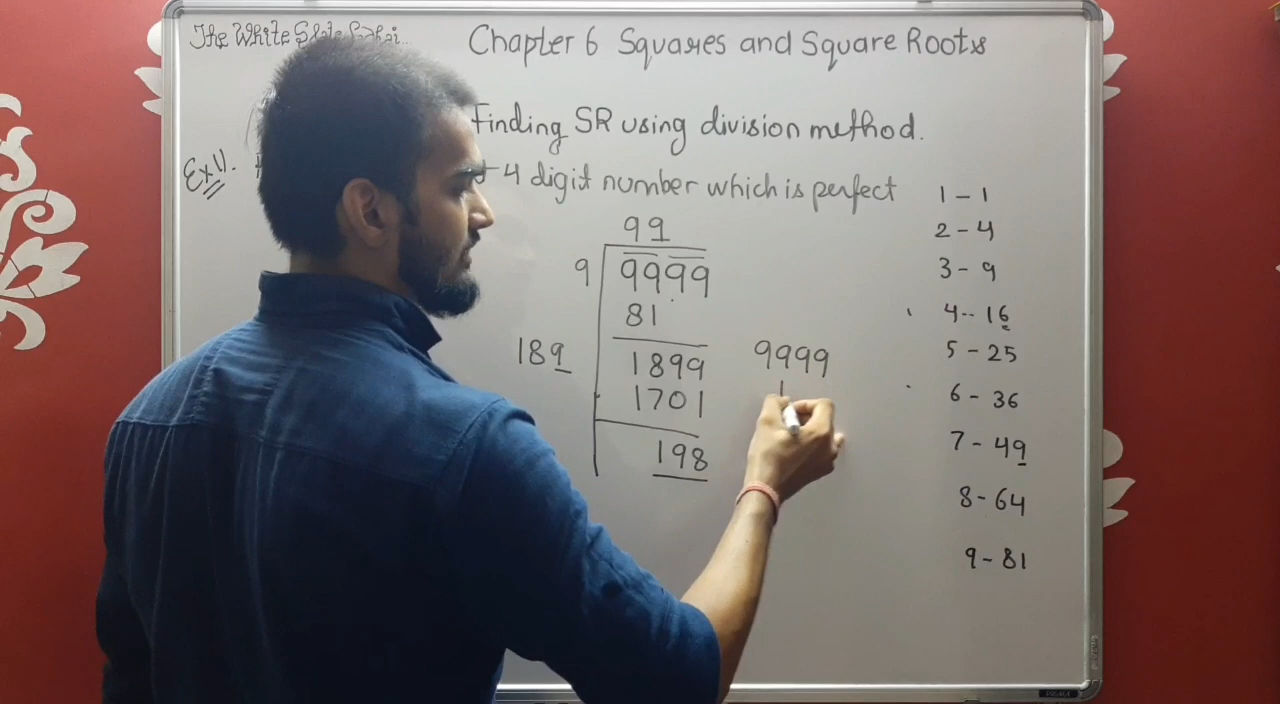 The White Slate
Chapter 6 Squares and Square Roots
Finding SR using division method.
Ex 11.
4 digit number which is perfect
99
9 9999
81
189 1899
1701
198
9999
1
1 - 1
2 - 4
3 - 9
4 - 16
5 - 25
6 - 36
7 - 49
8 - 64
9 - 81